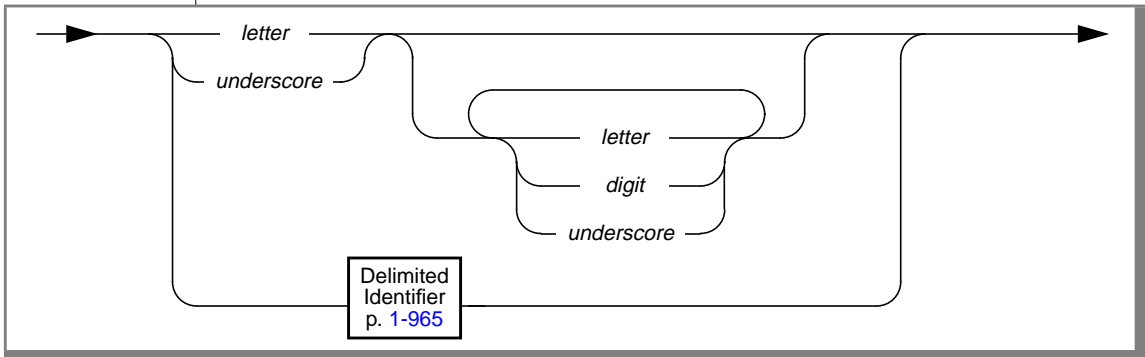 letter
underscore
letter
digit
underscore
Delimited
Identifier
p. 1-965